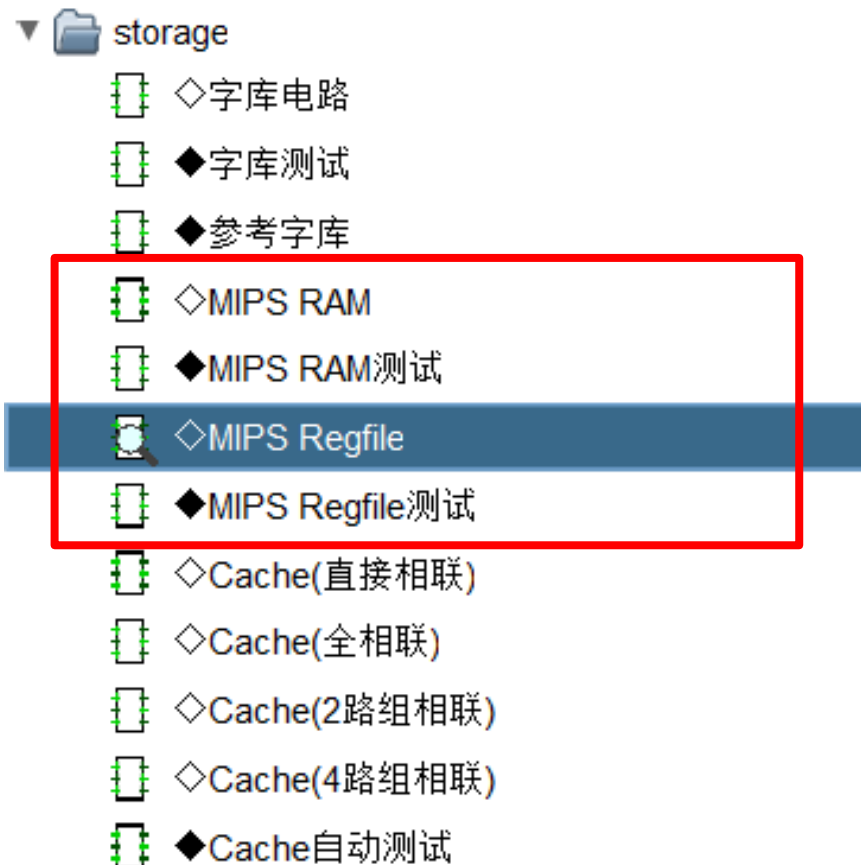 storage
◇字库电路
◆字库测试
◆参考字库
◇MIPS RAM
◆MIPS RAM测试
◇MIPS Regfile
◆MIPS Regfile测试
◇Cache(直接相联)
◇Cache(全相联)
◇Cache(2路组相联)
◇Cache(4路组相联)
◆Cache自动测试